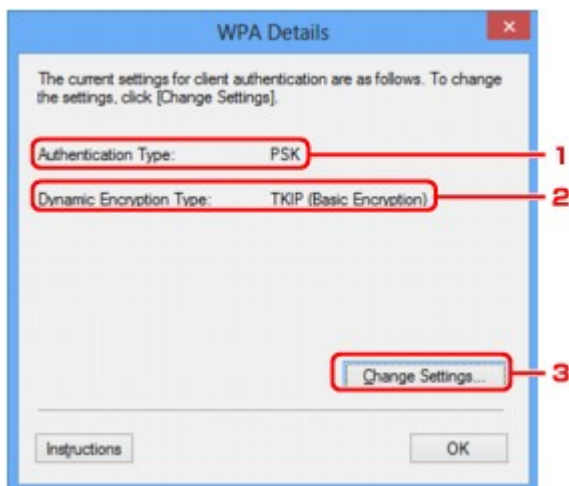 WPA Details
The current settings for client authentication are as follows. To change
the settings, click [Change Settings].
Authentication Type: PSK
1
Dynamic Encryption Type: TKIP (Basic Encryption)
2
Change Settings...
3
Instructions
OK